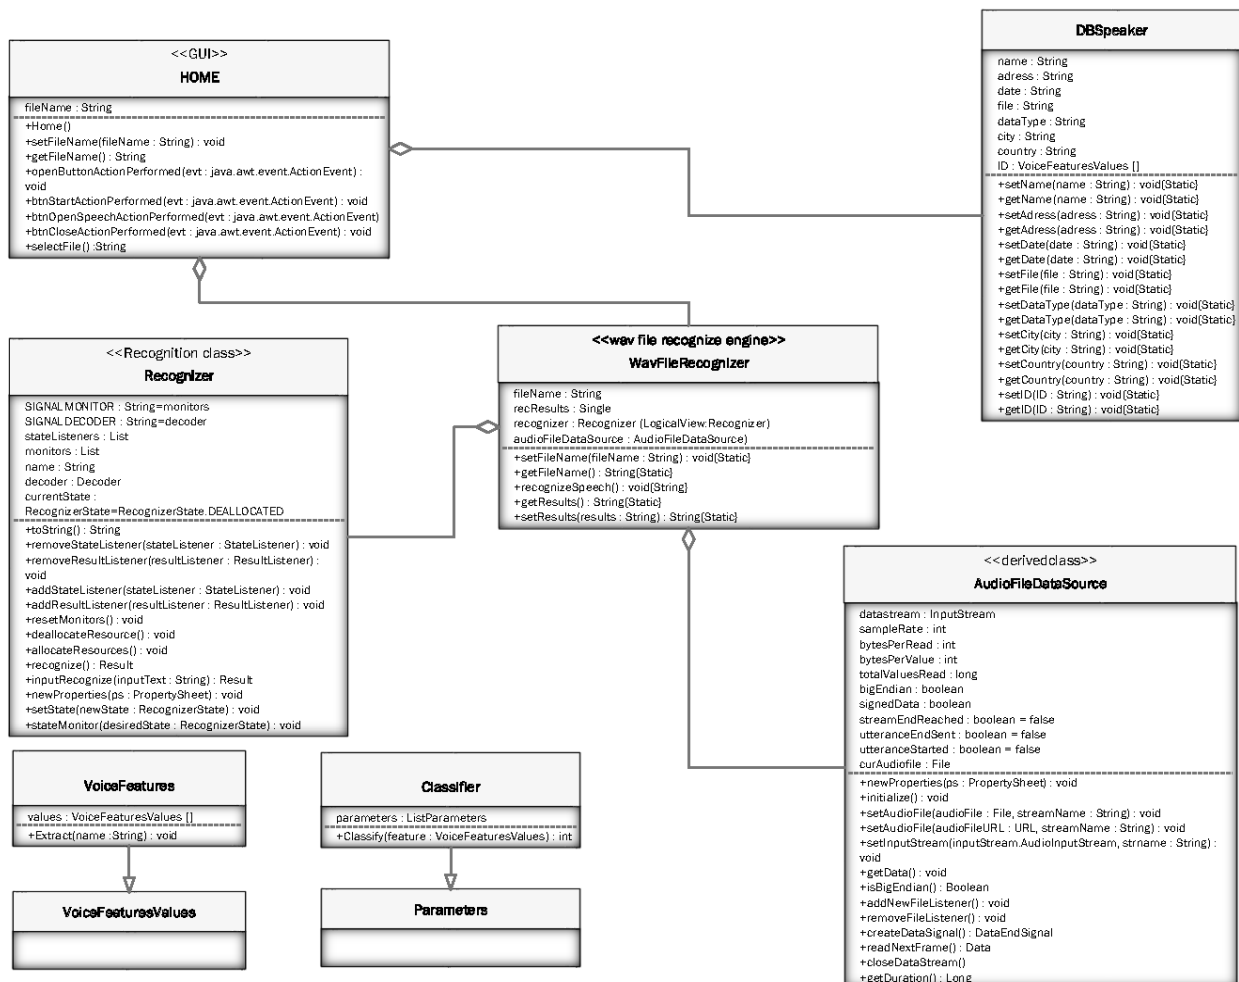 <<GUI>>
HOME
fileName : String
+Home()
+setFileName(fileName : String) : void
+getFileName() : String
+openButtonActionPerformed(evt : java.awt.event.ActionEvent) :
void
+btnStartActionPerformed(evt : java.awt.event.ActionEvent) : void
+btnOpenSpeechActionPerformed(evt : java.awt.event.ActionEvent)
+btnCloseActionPerformed(evt : java.awt.event.ActionEvent) : void
+selectFile() :String
DBSpeaker
name : String
adress : String
date : String
file : String
dataType : String
city : String
country : String
ID : VoiceFeaturesValues []
+setName(name : String) : void{Static}
+getName(name : String) : void{Static}
+setAdress(adress : String) : void{Static}
+getAdress(adress : String) : void{Static}
+setDate(date : String) : void{Static}
+getDate(date : String) : void{Static}
+setFile(file : String) : void{Static}
+getFile(file : String) : void{Static}
+setDataType(dataType : String) : void{Static}
+getDataType(dataType : String) : void{Static}
+setCity(city : String) : void{Static}
+getCity(city : String) : void{Static}
+setCountry(country : String) : void{Static}
+getCountry(country : String) : void{Static}
+setID(ID : String) : void{Static}
+getID(ID : String) : void{Static}
<<Recognition class>>
Recognizer
SIGNALMONITOR : String=monitors
SIGNALDECODER : String=decoder
stateListeners : List
monitors : List
name : String
decoder : Decoder
currentState :
RecognizerState=RecognizerState.DEALLOCATED
+toString() : String
+removeStateListener(stateListener : StateListener) : void
+removeResultListener(resultListener : ResultListener) :
void
+addStateListener(stateListener : StateListener) : void
+addResultListener(resultListener : ResultListener) : void
+resetMonitors() : void
+deallocateResource() : void
+allocateResources() : void
+recognize() : Result
+inputRecognize(inputText : String) : Result
+newProperties(ps : PropertySheet) : void
+setState(newState : RecognizerState) : void
+stateMonitor(desiredState : RecognizerState) : void
<<wav file recognize engine>>
WavFileRecognizer
fileName : String
recResults : Single
recognizer : Recognizer (LogicalView:Recognizer)
audioFileDataSource : AudioFileDataSource)
+setFileName(fileName : String) : void{Static}
+getFileName() : String{Static}
+recognizeSpeech() : void{String}
+getResults() : String{Static}
+setResults(results : String) : String{Static}
<<derivedclass>>
AudioFileDataSource
datastream : InputStream
sampleRate : int
bytesPerRead : int
bytesPerValue : int
totalValuesRead : long
bigEndian : boolean
signedData : boolean
streamEndReached : boolean = false
utteranceEndSent : boolean = false
utteranceStarted : boolean = false
curAudiofile : File
+newProperties(ps : PropertySheet) : void
+initialize() : void
+setAudioFile(audioFile : File, streamName : String) : void
+setAudioFile(audioFileURL : URL, streamName : String) : void
+setInputStream(inputStream.AudioInputStream, strname : String) :
void
+getData() : void
+isBigEndian() : Boolean
+addNewFileListener() : void
+removeFileListener() : void
+createDataSignal() : DataEndSignal
+readNextFrame() : Data
+closeDataStream()
+getDuration() : Long
VoiceFeatures
values : VoiceFeaturesValues []
+Extract(name :String) : void
VoiceFeaturesValues
Classifier
parameters : ListParameters
+Classify(feature : VoiceFeaturesValues) : int
Parameters